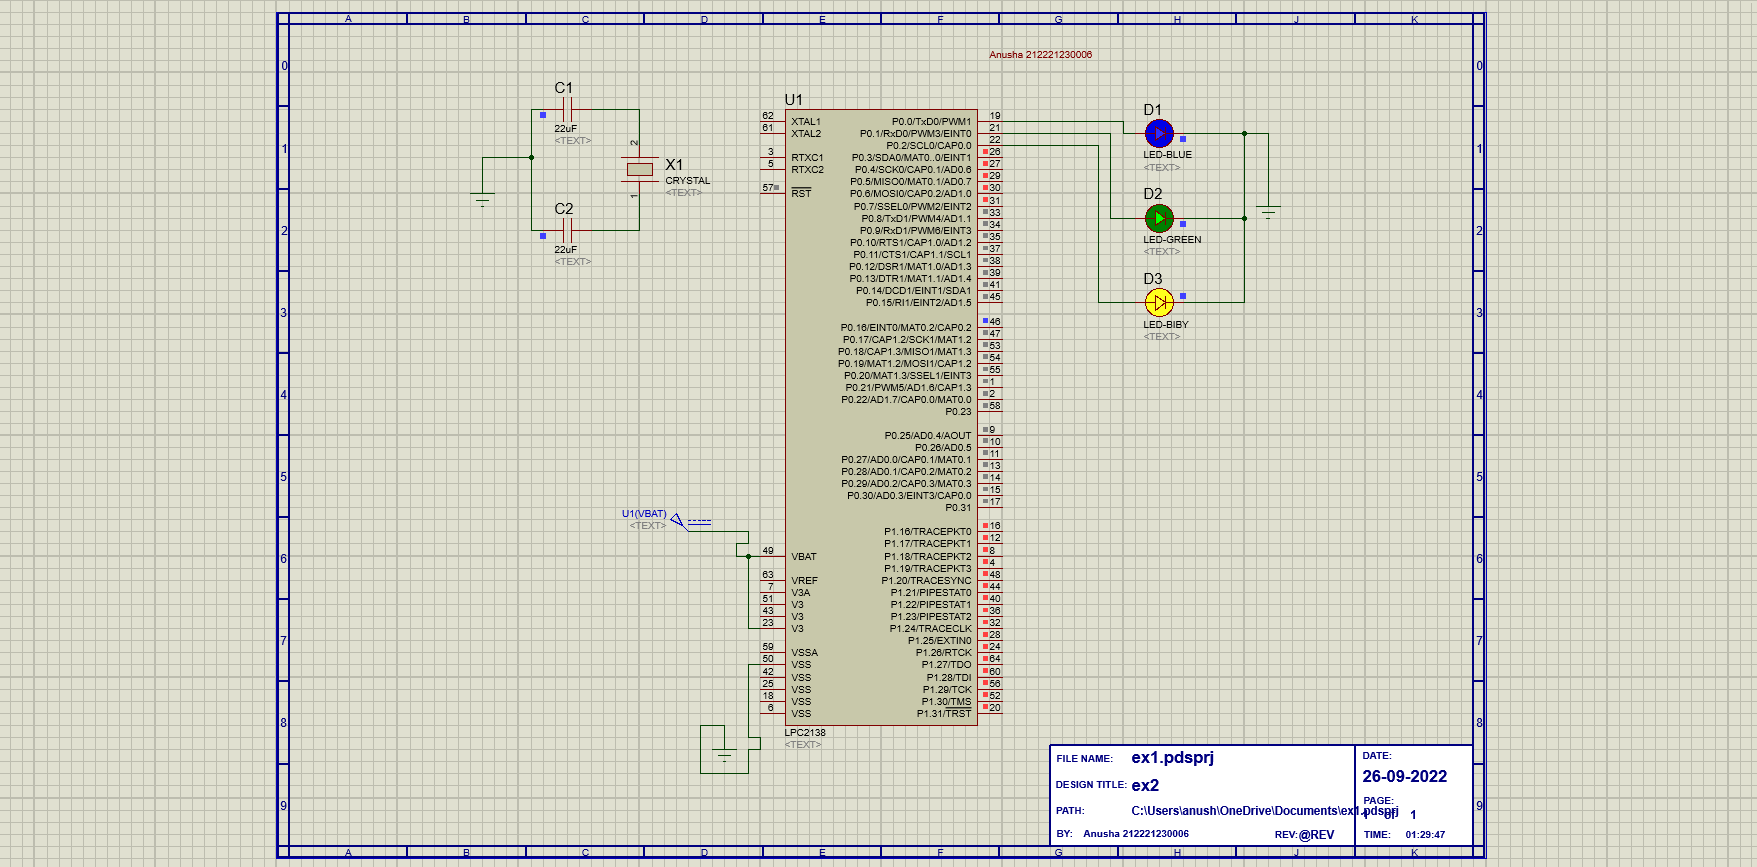 A B C D E F G H J K
Anusha 212221230006
0 0
C1
22uF
<TEXT>
2
X1
CRYSTAL
<TEXT>
1
C2
22uF
<TEXT>
U1
62 XTAL1 P0.0/TxD0/PWM1 19
61 XTAL2 P0.1/RxD0/PWM3/EINT0 21
P0.2/SCL0/CAP0.0 22
3 RTXC1 P0.3/SDA0/MAT0..0/EINT1 26
5 RTXC2 P0.4/SCK0/CAP0.1/AD0.6 27
P0.5/MISO0/MAT0.1/AD0.7 29
57 RST P0.6/MOSI0/CAP0.2/AD1.0 30
P0.7/SSEL0/PWM2/EINT2 31
P0.8/TxD1/PWM4/AD1.1 33
P0.9/RxD1/PWM6/EINT3 34
P0.10/RTS1/CAP1.0/AD1.2 35
P0.11/CTS1/CAP1.1/SCL1 37
P0.12/DSR1/MAT1.0/AD1.3 38
P0.13/DTR1/MAT1.1/AD1.4 39
P0.14/DCD1/EINT1/SDA1 41
P0.15/RI1/EINT2/AD1.5 45
P0.16/EINT0/MAT0.2/CAP0.2 46
P0.17/CAP1.2/SCK1/MAT1.2 47
P0.18/CAP1.3/MISO1/MAT1.3 53
P0.19/MAT1.2/MOSI1/CAP1.2 54
P0.20/MAT1.3/SSEL1/EINT3 55
P0.21/PWM5/AD1.6/CAP1.3 1
P0.22/AD1.7/CAP0.0/MAT0.0 2
P0.23 58
P0.25/AD0.4/AOUT 9
P0.26/AD0.5 10
P0.27/AD0.0/CAP0.1/MAT0.1 11
P0.28/AD0.1/CAP0.2/MAT0.2 13
P0.29/AD0.2/CAP0.3/MAT0.3 14
P0.30/AD0.3/EINT3/CAP0.0 15
P0.31 17
U1(VBAT)
<TEXT>
P1.16/TRACEPKT0 16
P1.17/TRACEPKT1 12
49 VBAT P1.18/TRACEPKT2 8
P1.19/TRACEPKT3 4
63 VREF P1.20/TRACESYNC 48
7 V3A P1.21/PIPESTAT0 44
51 V3 P1.22/PIPESTAT1 40
43 V3 P1.23/PIPESTAT2 36
23 V3 P1.24/TRACECLK 32
P1.25/EXTIN0 28
59 VSSA P1.26/RTCK 24
50 VSS P1.27/TDO 64
42 VSS P1.28/TDI 60
25 VSS P1.29/TCK 56
18 VSS P1.30/TMS 52
6 VSS P1.31/TRST 20
LPC2138
<TEXT>
D1
LED-BLUE
<TEXT>
D2
LED-GREEN
<TEXT>
D3
LED-BIBY
<TEXT>
1 1
2 2
3 3
4 4
5 5
6 6
7 7
8 8
9 9
FILE NAME: ex1.pdsprj
DESIGN TITLE: ex2
PATH: C:\Users\anush\OneDrive\Documents\ex1.pdsprj
BY: Anusha 212221230006 REV:@REV
DATE:
26-09-2022
PAGE:
1 of 1
TIME: 01:29:47
A B C D E F G H J K